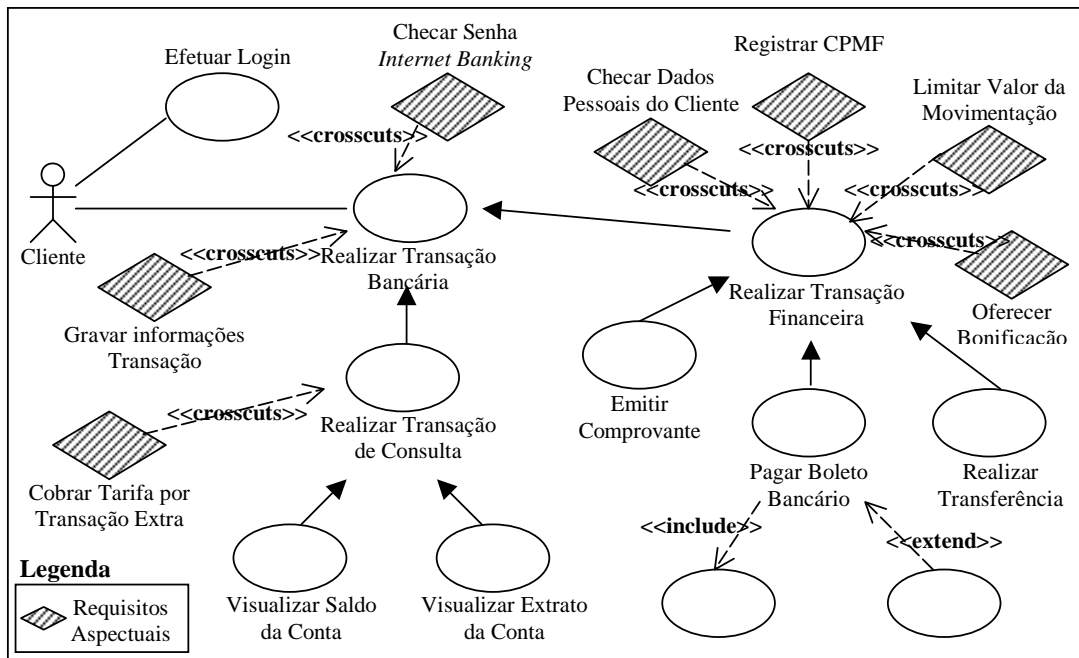 Checar Senha
Internet Banking
Efetuar Login
Registrar CPMF
Checar Dados
Pessoais do Cliente
Limitar Valor da
Movimentação
<<crosscuts>>
<<crosscuts>>
<<crosscuts>>
<<crosscuts>>
<<crosscuts>>
<<crosscuts>>
Cliente
Realizar Transação
Bancária
Realizar Transação
Financeira
Oferecer
Bonificação
Gravar informações
Transação
<<crosscuts>>
Realizar Transação
de Consulta
Emitir
Comprovante
Pagar Boleto
Bancário
Realizar
Transferência
Cobrar Tarifa por
Transação Extra
<<include>>
<<extend>>
Legenda
Requisitos
Aspectuais
Visualizar Saldo
da Conta
Visualizar Extrato
da Conta